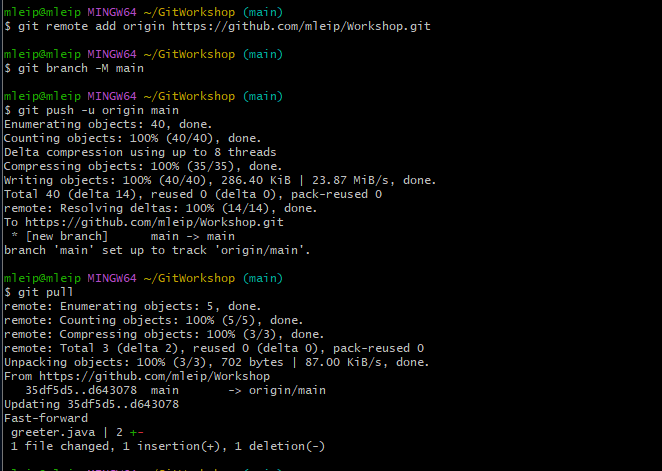 mleip@mleip MINGW64 ~/GitWorkshop (main)
$ git remote add origin https://github.com/mleip/Workshop.git
mleip@mleip MINGW64 ~/GitWorkshop (main)
$ git branch -M main
mleip@mleip MINGW64 ~/GitWorkshop (main)
$ git push -u origin main
Enumerating objects: 40, done.
Counting objects: 100% (40/40), done.
Delta compression using up to 8 threads
Compressing objects: 100% (35/35), done.
Writing objects: 100% (40/40), 286.40 KiB | 23.87 MiB/s, done.
Total 40 (delta 14), reused 0 (delta 0), pack-reused 0
remote: Resolving deltas: 100% (14/14), done.
To https://github.com/mleip/Workshop.git
 * [new branch]      main -> main
branch 'main' set up to track 'origin/main'.
mleip@mleip MINGW64 ~/GitWorkshop (main)
$ git pull
remote: Enumerating objects: 5, done.
remote: Counting objects: 100% (5/5), done.
remote: Compressing objects: 100% (3/3), done.
remote: Total 3 (delta 2), reused 0 (delta 0), pack-reused 0
Unpacking objects: 100% (3/3), 702 bytes | 87.00 KiB/s, done.
From https://github.com/mleip/Workshop
   35df5d5..d643078  main       -> origin/main
Updating 35df5d5..d643078
Fast-forward
 greeter.java | 2 +-
 1 file changed, 1 insertion(+), 1 deletion(-)